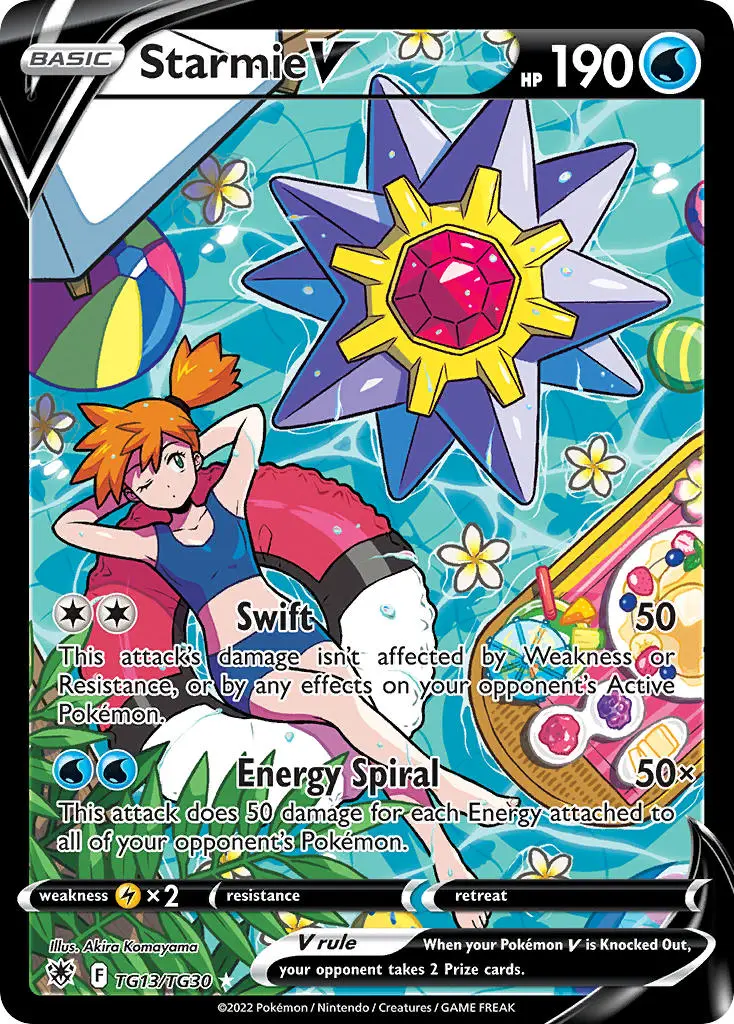 BASIC
Starmie V
HP 190
Swift 50
This attack's damage isn't affected by Weakness or
Resistance, or by any effects on your opponent's Active
Pokémon.
Energy Spiral 50×
This attack does 50 damage for each Energy attached to
all of your opponent's Pokémon.
weakness ×2 resistance retreat
Illus. Akira Komayama
V rule When your Pokémon V is Knocked Out,
your opponent takes 2 Prize cards.
F TG13/TG30
©2022 Pokémon / Nintendo / Creatures / GAME FREAK